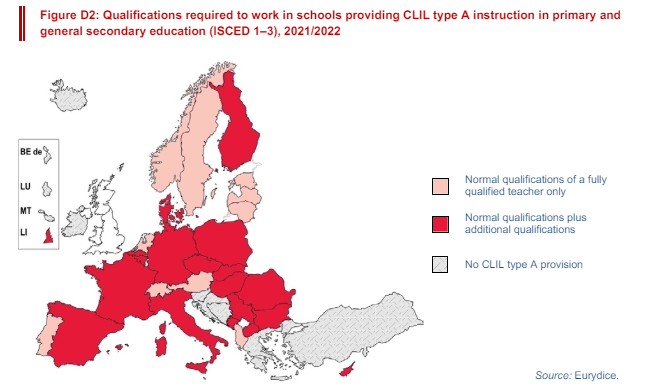 Figure D2: Qualifications required to work in schools providing CLIL type A instruction in primary and
general secondary education (ISCED 1–3), 2021/2022
BE de
LU
MT
LI
Normal qualifications of a fully
qualified teacher only
Normal qualifications plus
additional qualifications
No CLIL type A provision
Source: Eurydice.